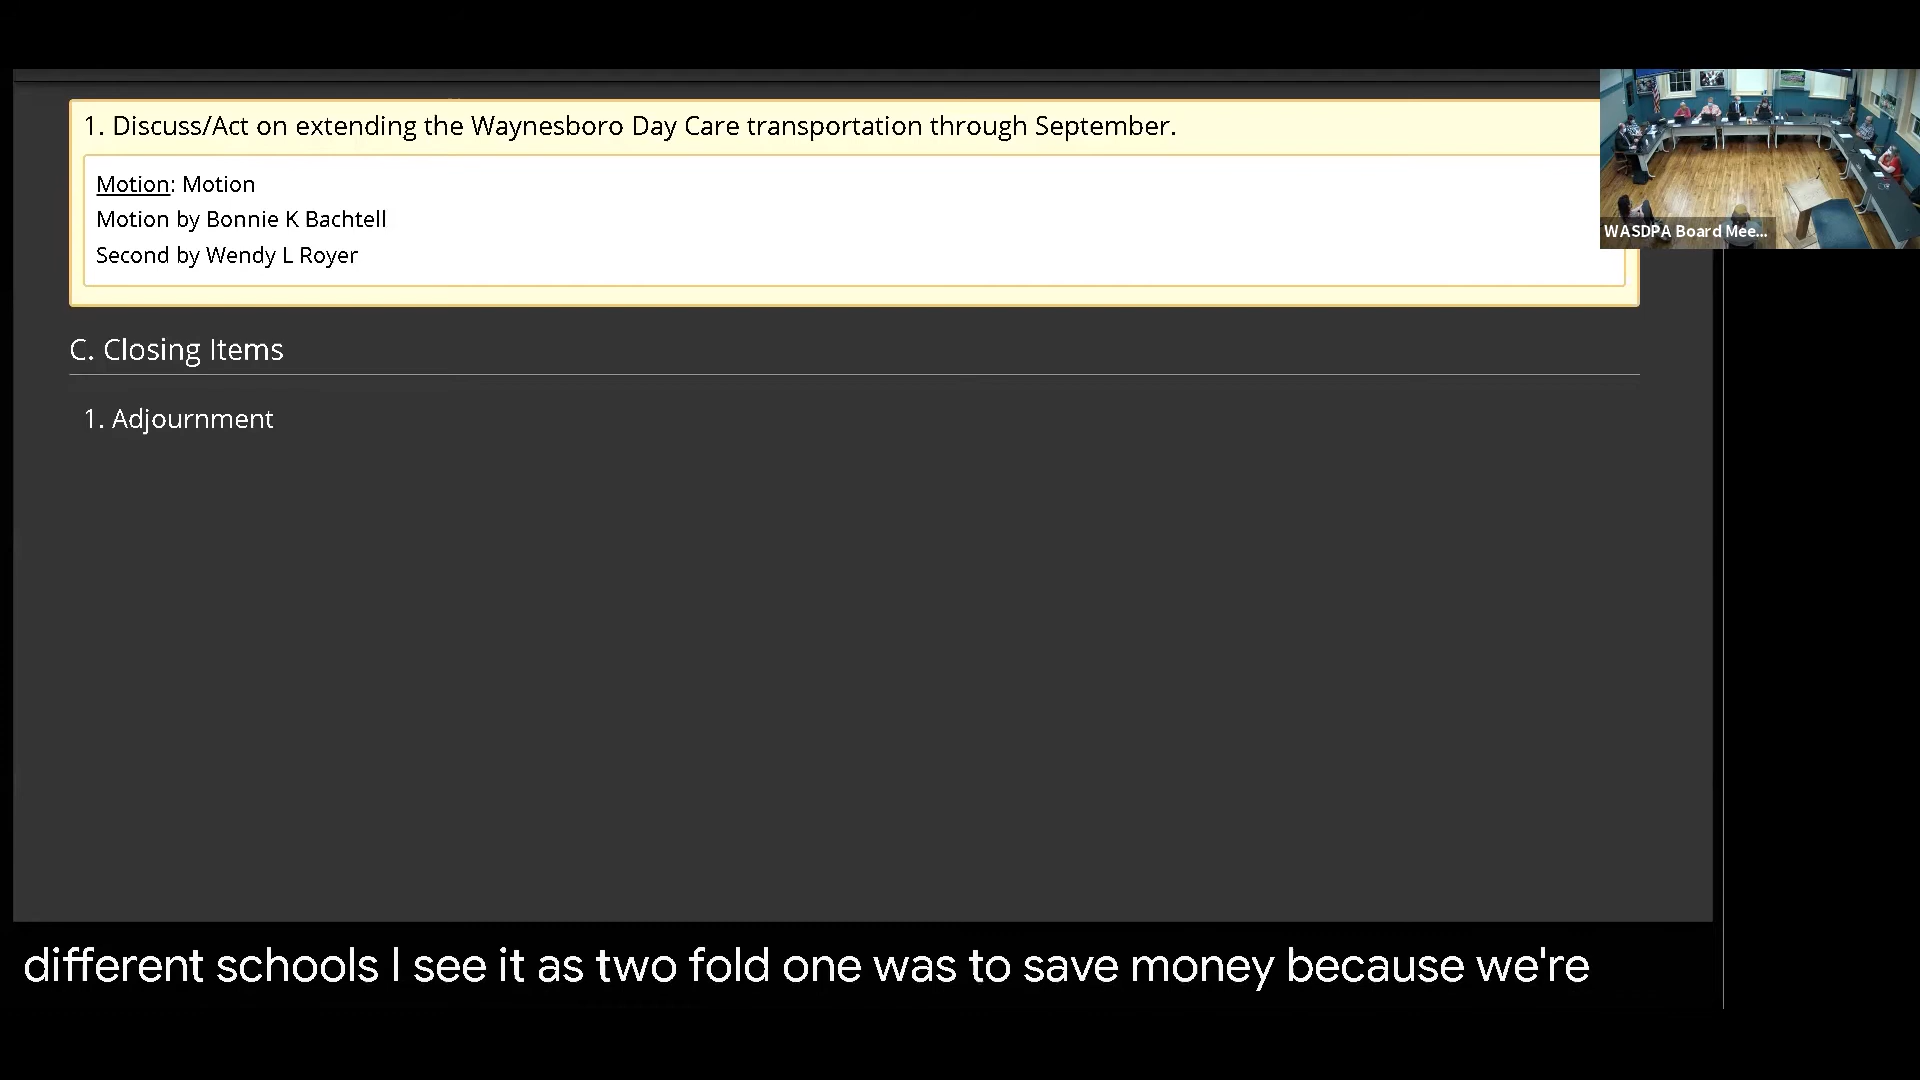 1. Discuss/Act on extending the Waynesboro Day Care transportation through September.
Motion: Motion
Motion by Bonnie K Bachtell
Second by Wendy L Royer
WASDPA Board Mee...
C. Closing Items
1. Adjournment
different schools I see it as two fold one was to save money because we're